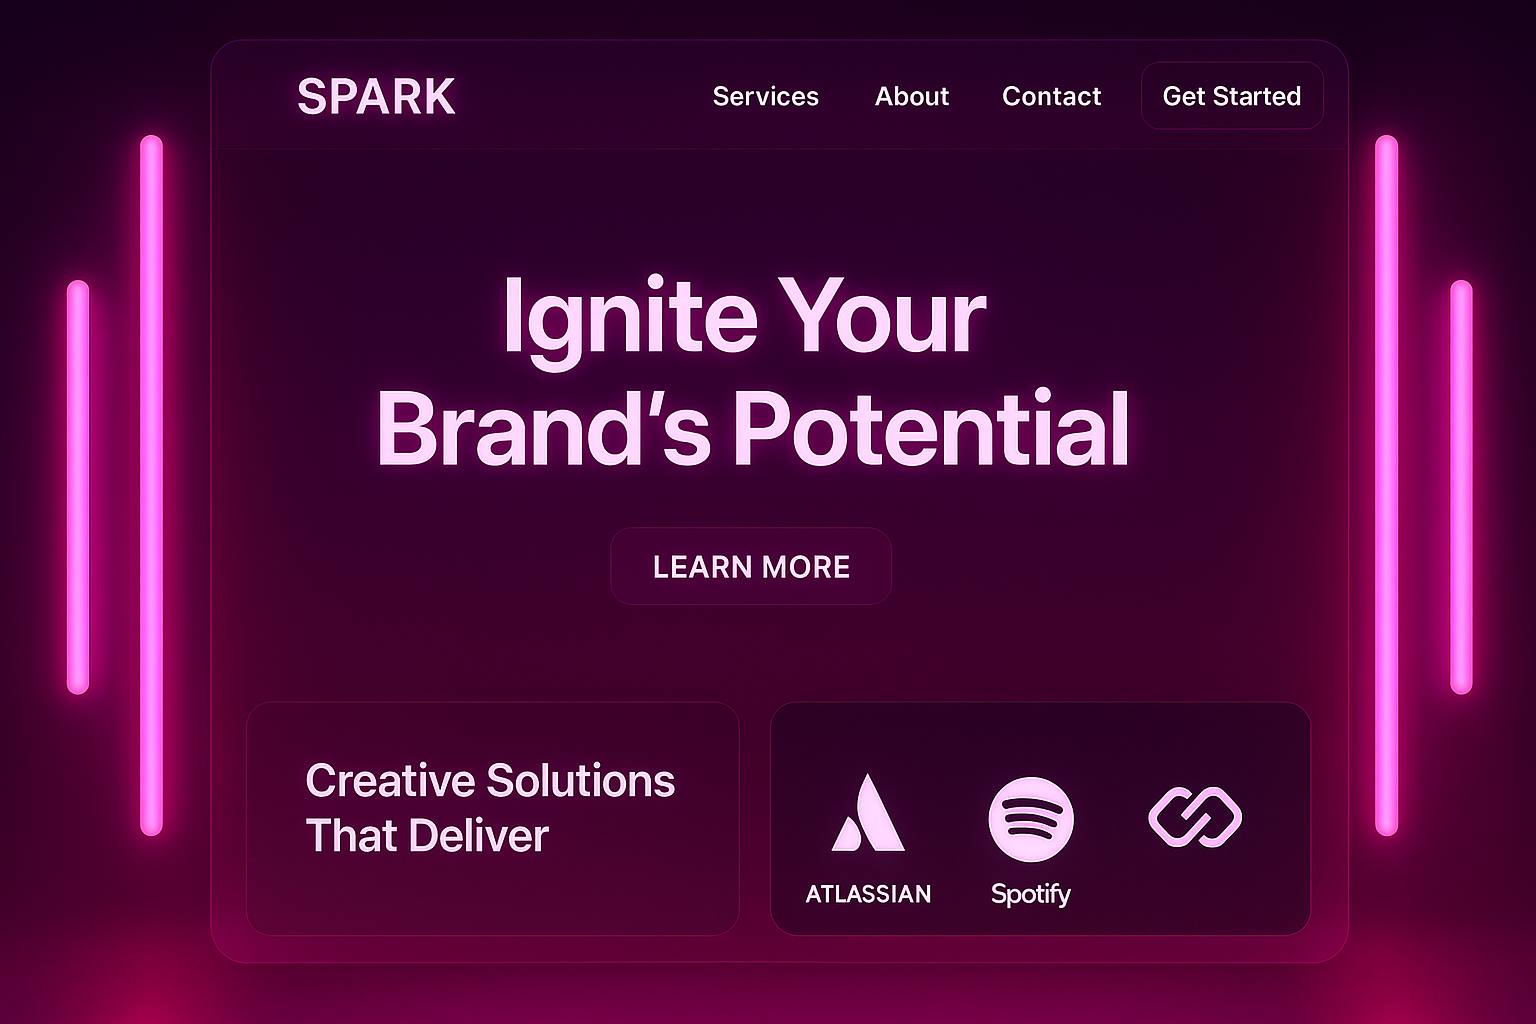 SPARK
Services
About
Contact
Get Started
Ignite Your
Brand’s Potential
LEARN MORE
Creative Solutions
That Deliver
ATLASSIAN
Spotify